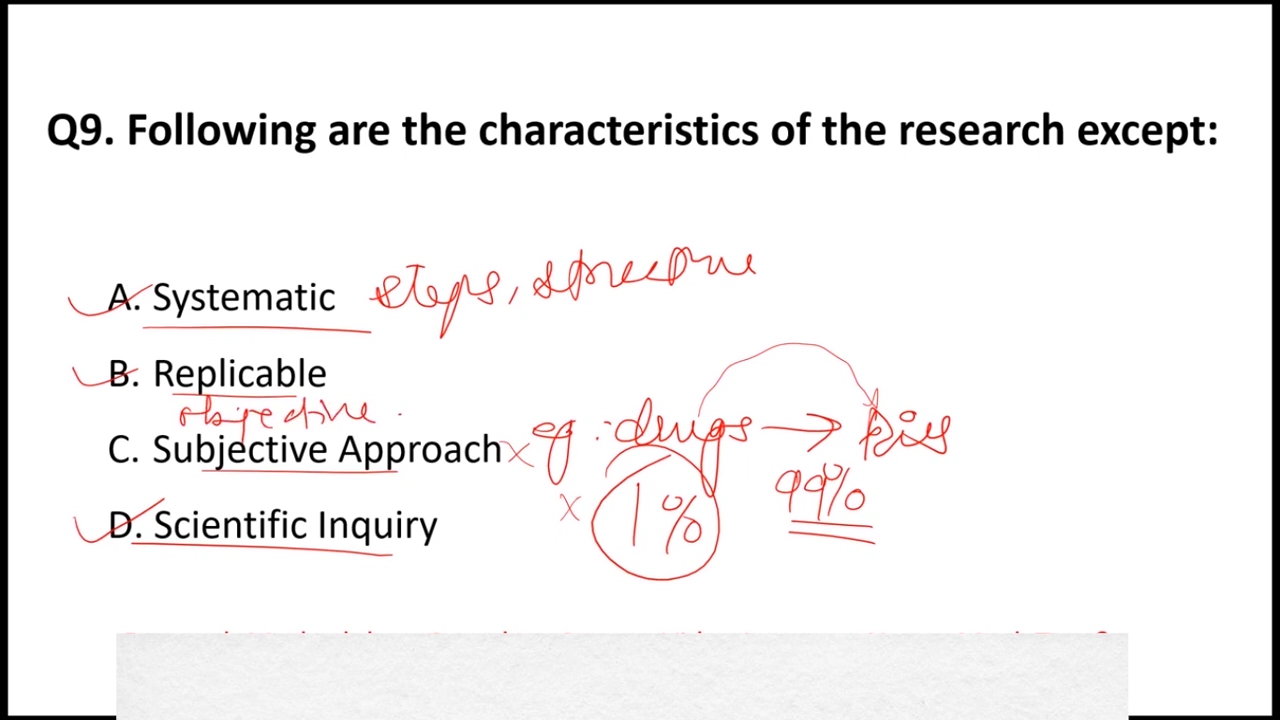 Q9. Following are the characteristics of the research except:
A. Systematic steps, structure
B. Replicable
objective.
C. Subjective Approach x eg: drugs →
99%
D. Scientific Inquiry x 1%